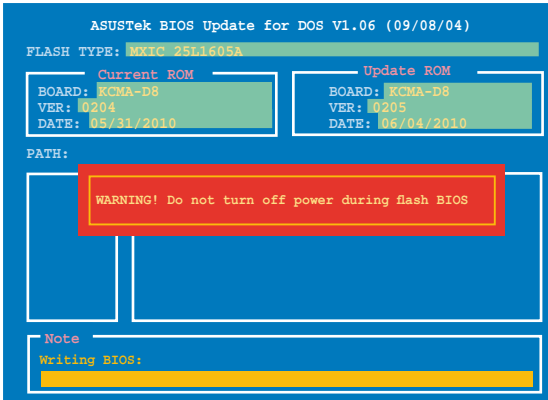 ASUSTek BIOS Update for DOS V1.06 (09/08/04)
FLASH TYPE: MXIC 25L1605A
Current ROM
BOARD: KCMA-D8
VER: 0204
DATE: 05/31/2010
Update ROM
BOARD: KCMA-D8
VER: 0205
DATE: 06/04/2010
PATH:
WARNING! Do not turn off power during flash BIOS
Note
Writing BIOS: